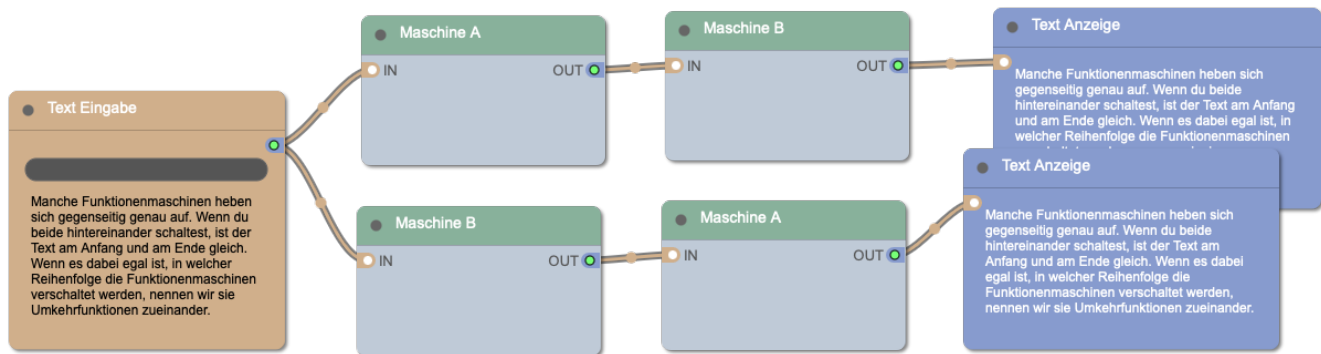 Text Eingabe
Manche Funktionenmaschinen heben
sich gegenseitig genau auf. Wenn du
beide hintereinander schaltest, ist der
Text am Anfang und am Ende gleich.
Wenn es dabei egal ist, in welcher
Reihenfolge die Funktionenmaschinen
verschaltet werden, nennen wir sie
Umkehrfunktionen zueinander.
Maschine A
IN
OUT
Maschine B
IN
OUT
Text Anzeige
Manche Funktionenmaschinen heben sich
gegenseitig genau auf. Wenn du beide
hintereinander schaltest, ist der Text am Anfang
und am Ende gleich. Wenn es dabei egal ist, in
welcher Reihenfolge die Funktionenmaschinen
Maschine B
IN
OUT
Maschine A
IN
OUT
Text Anzeige
Manche Funktionenmaschinen heben sich
gegenseitig genau auf. Wenn du beide
hintereinander schaltest, ist der Text am
Anfang und am Ende gleich. Wenn es dabei
egal ist, in welcher Reihenfolge die
Funktionenmaschinen verschaltet werden,
nennen wir sie Umkehrfunktionen zueinander.